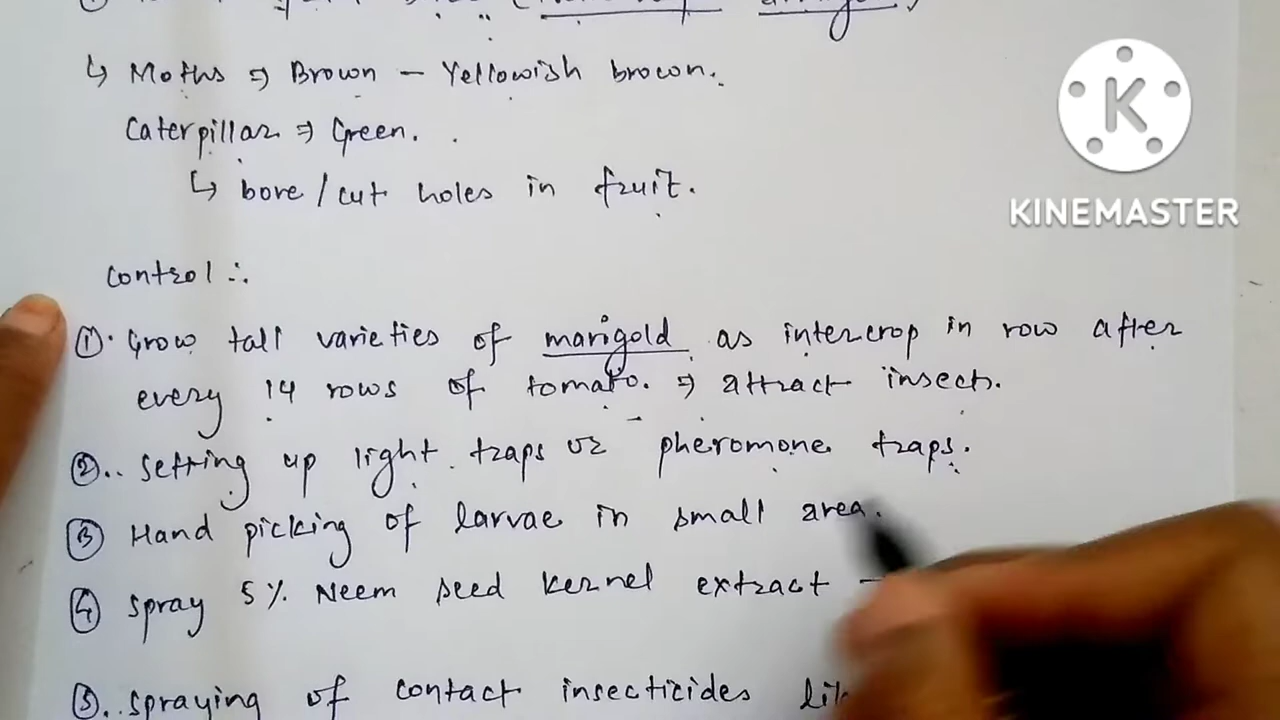 ↳ Moths ⇒ Brown - Yellowish brown.
Caterpillar ⇒ Green.
↳ bore / cut holes in fruit.
Control :
① Grow tall varieties of marigold as intercrop in row after
every 14 rows of tomato. ⇒ attract insect.
② Setting up light traps or pheromone traps.
③ Hand picking of larvae in small area.
④ Spray 5% Neem seed kernel extract -
⑤ Spraying of contact insecticides
K
KINEMASTER